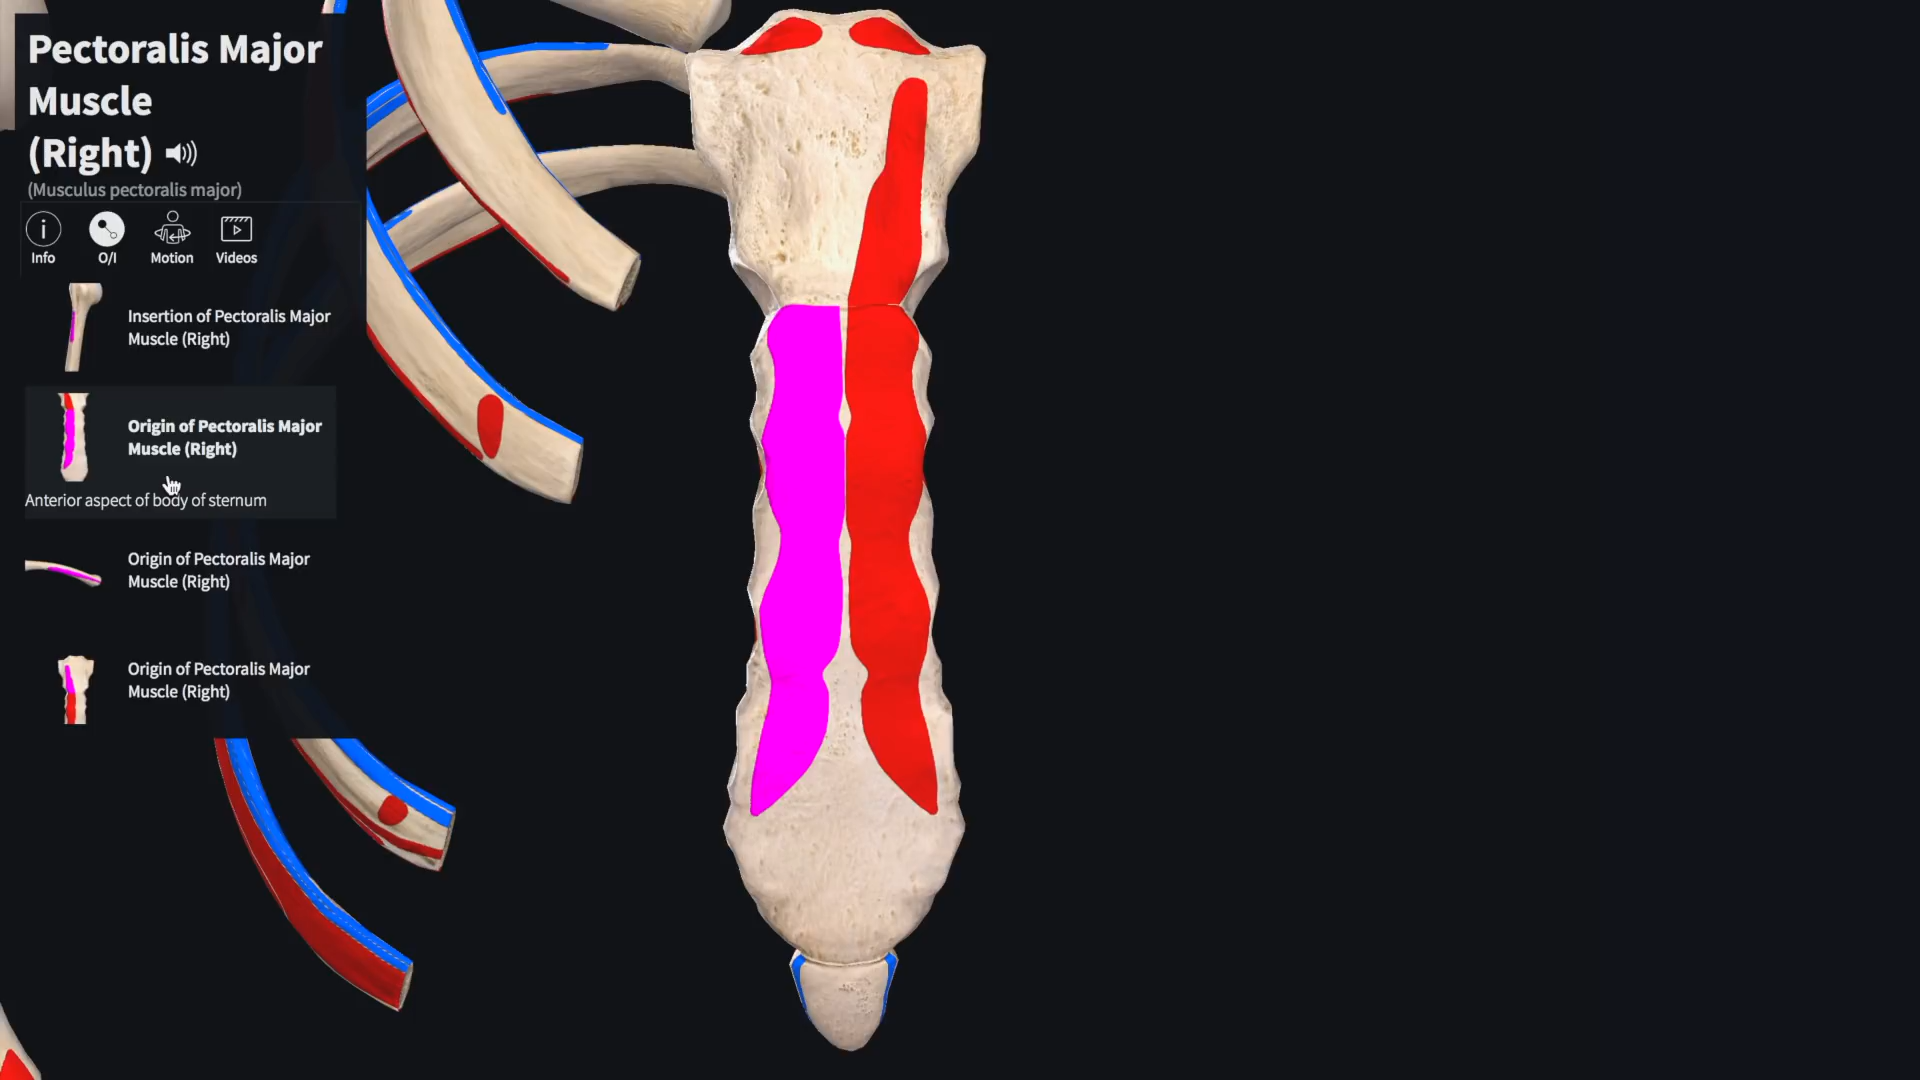 Pectoralis Major
Muscle
(Right)
(Musculus pectoralis major)
Info
O/I
Motion
Videos
Insertion of Pectoralis Major
Muscle (Right)
Origin of Pectoralis Major
Muscle (Right)
Anterior aspect of body of sternum
Origin of Pectoralis Major
Muscle (Right)
Origin of Pectoralis Major
Muscle (Right)